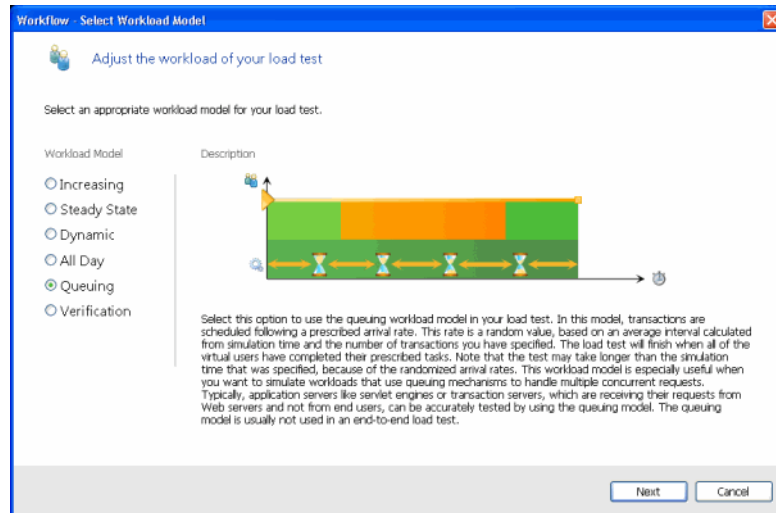 Workflow - Select Workload Model
Adjust the workload of your load test
Select an appropriate workload model for your load test.
Workload Model
Description
Increasing
Steady State
Dynamic
All Day
Queuing
Verification
Select this option to use the queuing workload model in your load test. In this model, transactions are
scheduled following a prescribed arrival rate. This rate is a random value, based on an average interval calculated
from simulation time and the number of transactions you have specified. The load test will finish when all of the
virtual users have completed their prescribed tasks. Note that the test may take longer than the simulation
time that was specified, because of the randomized arrival rates. This workload model is especially useful when
you want to simulate workloads that use queuing mechanisms to handle multiple concurrent requests.
Typically, application servers like servlet engines or transaction servers, which are receiving their requests from
Web servers and not from end users, can be accurately tested by using the queuing model. The queuing
model is usually not used in an end-to-end load test.
Next
Cancel